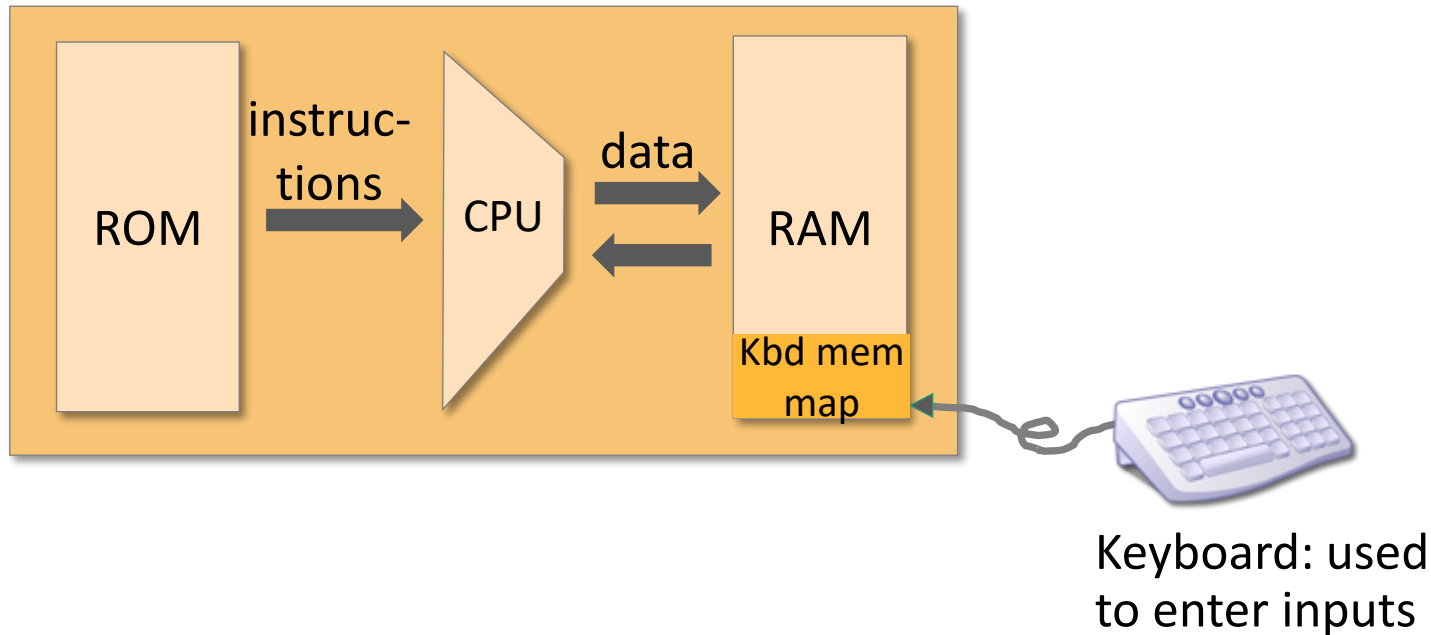 ROM
instruc-
tions
CPU
data
RAM
Kbd mem
map
Keyboard: used
to enter inputs